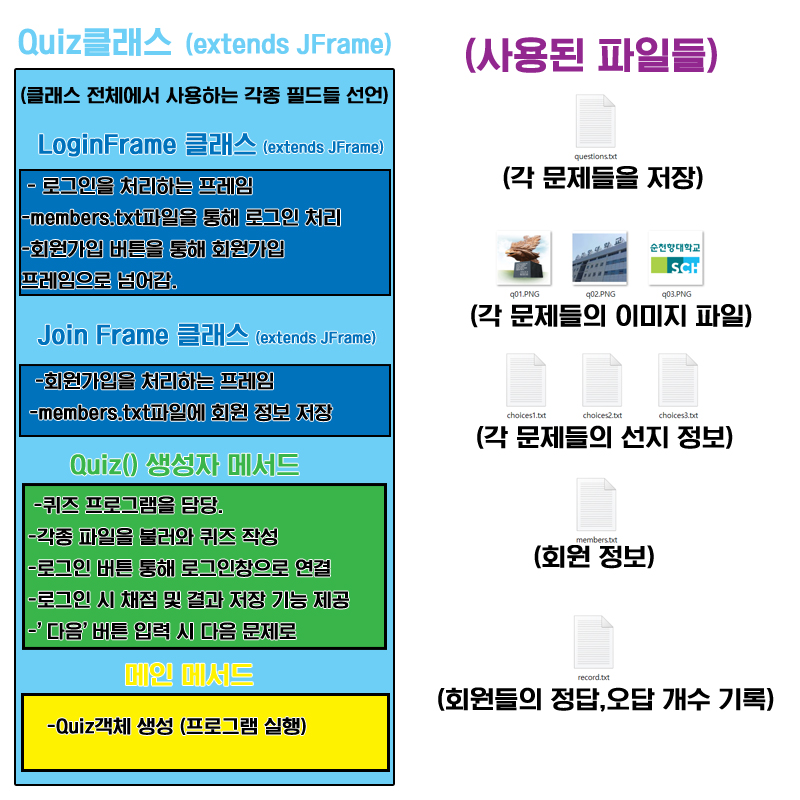 Quiz클래스 (extends JFrame)
(클래스 전체에서 사용하는 각종 필드들 선언)
LoginFrame 클래스 (extends JFrame)
- 로그인을 처리하는 프레임
-members.txt파일을 통해 로그인 처리
-회원가입 버튼을 통해 회원가입
프레임으로 넘어감.
Join Frame 클래스 (extends JFrame)
-회원가입을 처리하는 프레임
-members.txt파일에 회원 정보 저장
Quiz() 생성자 메서드
-퀴즈 프로그램을 담당.
-각종 파일을 불러와 퀴즈 작성
-로그인 버튼 통해 로그인창으로 연결
-로그인 시 채점 및 결과 저장 기능 제공
-'다음' 버튼 입력 시 다음 문제로
메인 메서드
-Quiz객체 생성 (프로그램 실행)
(사용된 파일들)
questions.txt
(각 문제들을 저장)
순천향대학교
SCH
q01.PNG
q02.PNG
q03.PNG
(각 문제들의 이미지 파일)
choices1.txt
choices2.txt
choices3.txt
(각 문제들의 선지 정보)
members.txt
(회원 정보)
record.txt
(회원들의 정답,오답 개수 기록)